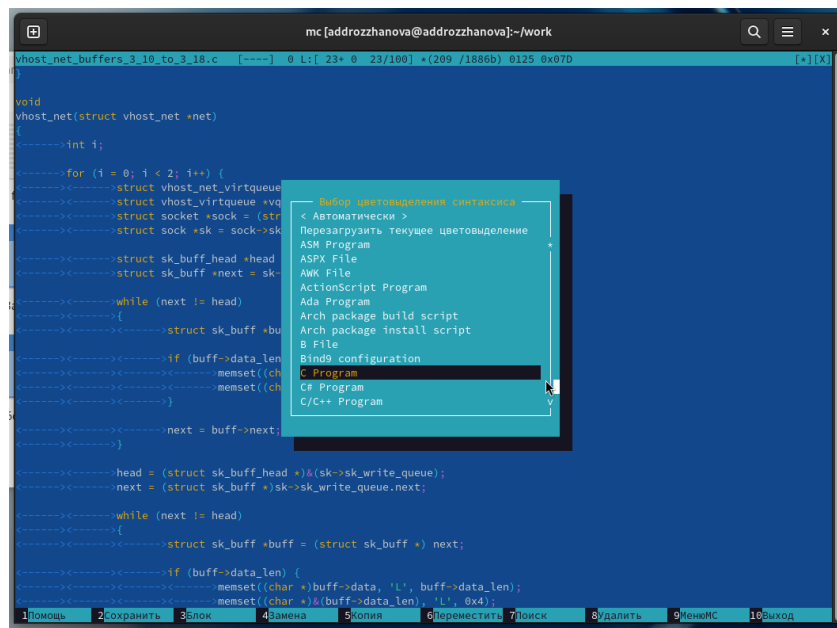 mc [addrozzhanova@addrozzhanova]:~/work
vhost_net_buffers_3_10_to_3_18.c [----] 0 L:[ 23+ 0 23/100] *(209 /1886b) 0125 0x07D [*][X]
}
void
vhost_net(struct vhost_net *net)
{
<------>int i;
<------>for (i = 0; i < 2; i++) {
<------><------>struct vhost_net_virtqueue
<------><------>struct vhost_virtqueue *vq
<------><------>struct socket *sock = (str
<------><------>struct sock *sk = sock->sk
<------><------>struct sk_buff_head *head
<------><------>struct sk_buff *next = sk-
<------><------>while (next != head)
<------><------>{
<------><------><------>struct sk_buff *bu
<------><------><------>if (buff->data_len
<------><------><------><------>memset((ch
<------><------><------><------>memset((ch
<------><------><------>}
<------><------><------>next = buff->next;
<------><------>}
<------><------>head = (struct sk_buff_head *)&(sk->sk_write_queue);
<------><------>next = (struct sk_buff *)sk->sk_write_queue.next;
<------><------>while (next != head)
<------><------>{
<------><------><------>struct sk_buff *buff = (struct sk_buff *) next;
<------><------><------>if (buff->data_len) {
<------><------><------><------>memset((char *)buff->data, 'L', buff->data_len);
<------><------><------><------>memset((char *)&(buff->data_len), 'L', 0x4);
Выбор цветовыделения синтаксиса
< Автоматически >
Перезагрузить текущее цветовыделение
ASM Program
ASPX File
AWK File
ActionScript Program
Ada Program
Arch package build script
Arch package install script
B File
Bind9 configuration
C Program
C# Program
C/C++ Program
1Помощь 2Сохранить 3Блок 4Замена 5Копия 6Переместить 7Поиск 8Удалить 9МенюМС 10Выход